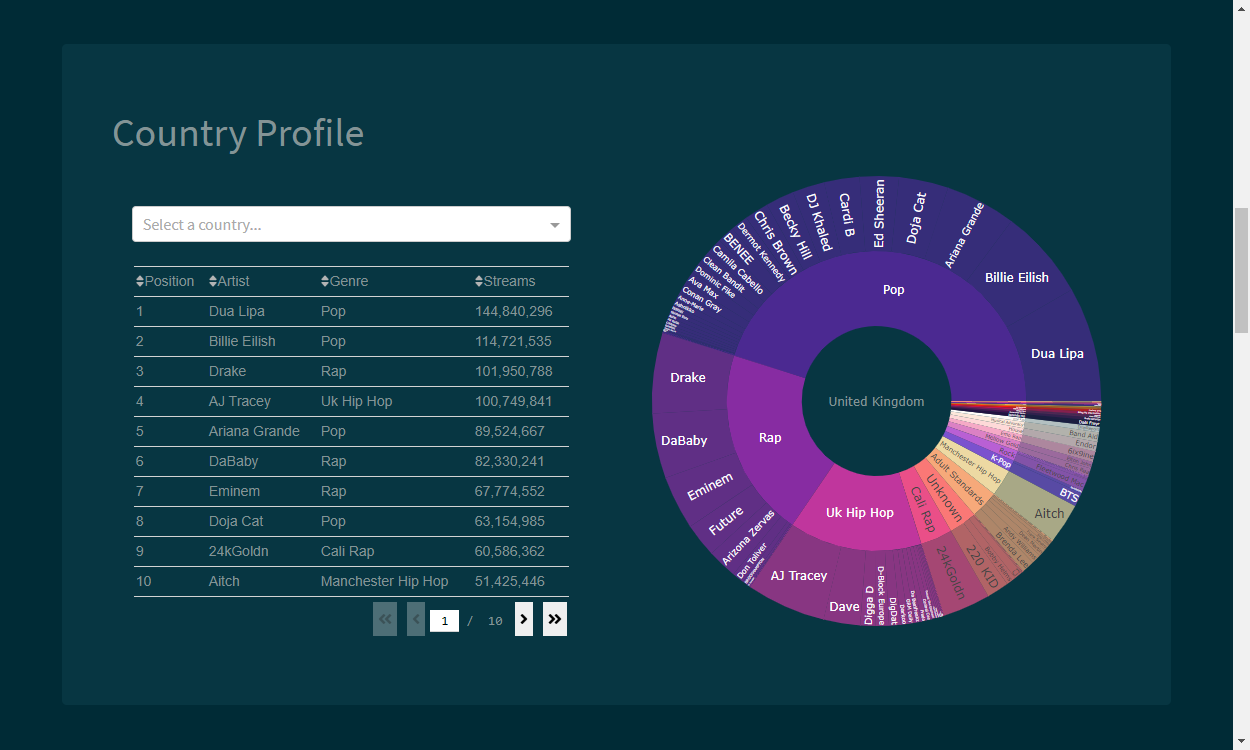 Country Profile
Select a country...
Position Artist Genre Streams
1 Dua Lipa Pop 144,840,296
2 Billie Eilish Pop 114,721,535
3 Drake Rap 101,950,788
4 AJ Tracey Uk Hip Hop 100,749,841
5 Ariana Grande Pop 89,524,667
6 DaBaby Rap 82,330,241
7 Eminem Rap 67,774,552
8 Doja Cat Pop 63,154,985
9 24kGoldn Cali Rap 60,586,362
10 Aitch Manchester Hip Hop 51,425,446
1 / 10
United Kingdom
Pop
Rap
Uk Hip Hop
Cali Rap
Unknown
Adult Standards
Manchester Hip Hop
K-Pop
Rock
Dua Lipa
Billie Eilish
Ariana Grande
Doja Cat
Ed Sheeran
Cardi B
DJ Khaled
Becky Hill
Chris Brown
Dermot Kennedy
BENEE
Camila Cabello
Clean Bandit
Dominic Fike
Ava Max
Conan Gray
Anne-Marie
Drake
DaBaby
Eminem
Future
Arizona Zervas
Don Toliver
AJ Tracey
Dave
Digga D
D-Block Europe
DigDat
24kGoldn
220 KID
Brenda Lee
Aitch
BTS
6ix9ine
Endor
Band Aid